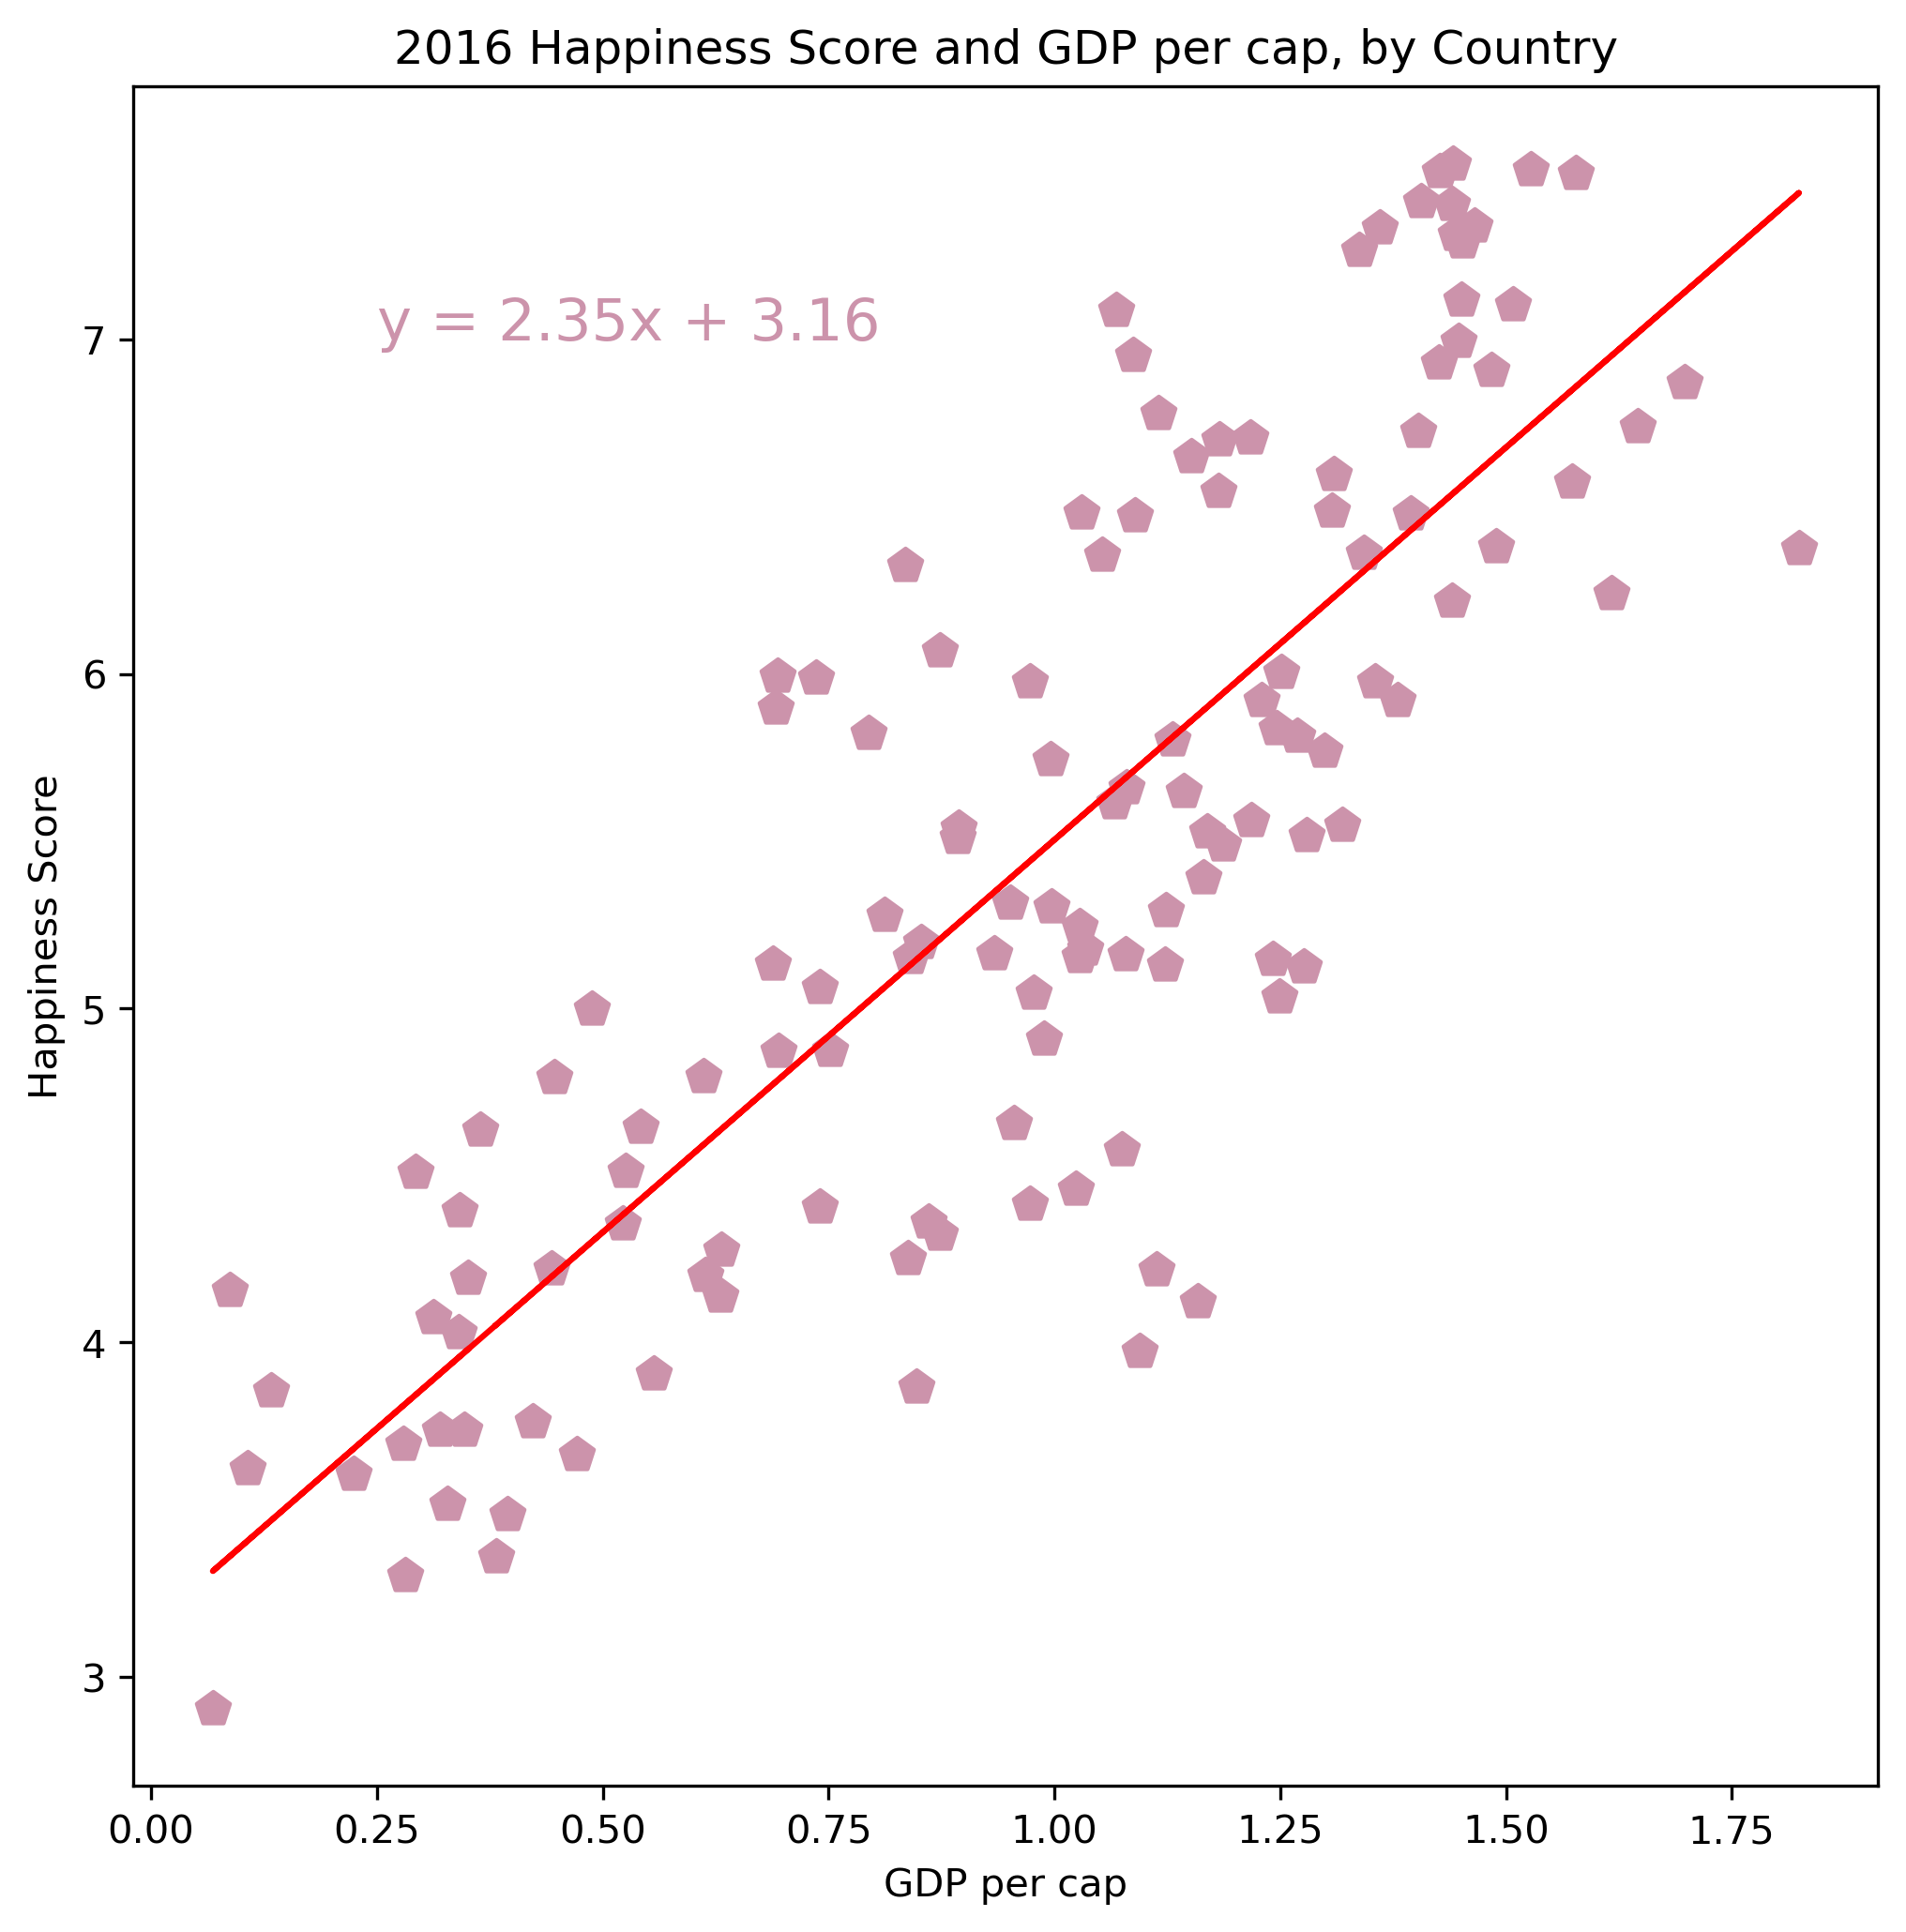 2016 Happiness Score and GDP per cap, by Country
y = 2.35x + 3.16
Happiness Score
7
6
5
4
3
0.00 0.25 0.50 0.75 1.00 1.25 1.50 1.75
GDP per cap